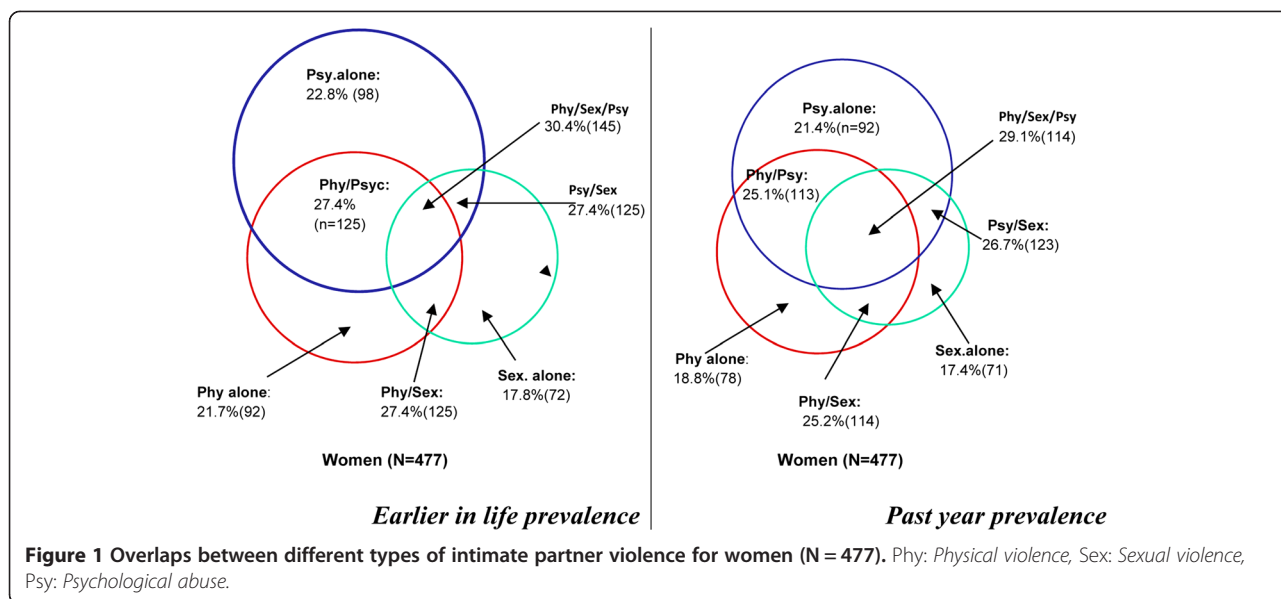 Psy.alone:
22.8% (98)
Phy/Sex/Psy
30.4%(145)
Phy/Psyc:
27.4%
(n=125)
Psy/Sex
27.4%(125)
Phy alone:
21.7%(92)
Phy/Sex:
27.4%(125)
Sex. alone:
17.8%(72)
Women (N=477)
Earlier in life prevalence
Psy.alone:
21.4%(n=92)
Phy/Sex/Psy
29.1%(114)
Phy/Psy:
25.1%(113)
Psy/Sex:
26.7%(123)
Phy alone:
18.8%(78)
Sex.alone:
17.4%(71)
Phy/Sex:
25.2%(114)
Women (N=477)
Past year prevalence
Figure 1 Overlaps between different types of intimate partner violence for women (N = 477). Phy: Physical violence, Sex: Sexual violence,
Psy: Psychological abuse.